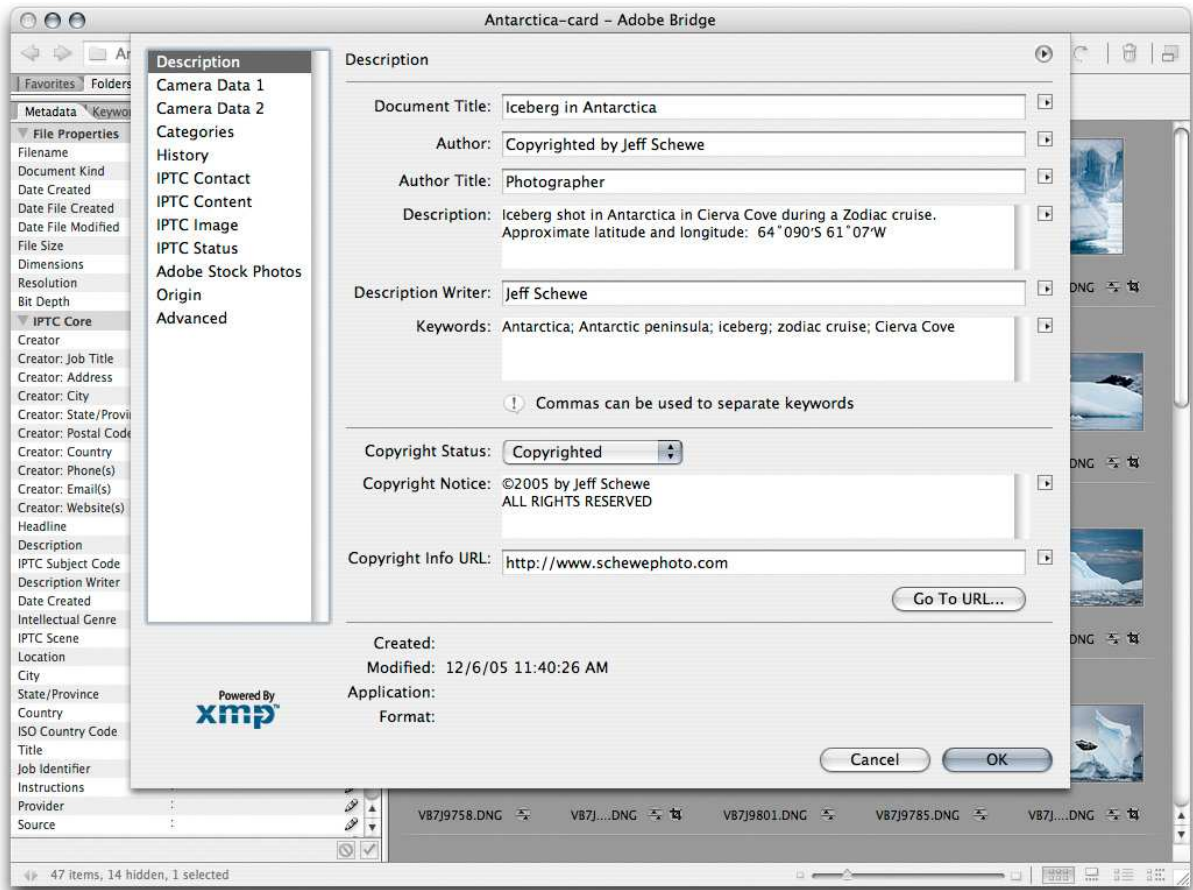 Antarctica-card – Adobe Bridge
Favorites Folders
Metadata
File Properties
Filename
Document Kind
Date Created
Date File Created
Date File Modified
File Size
Dimensions
Resolution
Bit Depth
IPTC Core
Creator
Creator: Job Title
Creator: Address
Creator: City
Creator: State/Provi
Creator: Postal Code
Creator: Country
Creator: Phone(s)
Creator: Email(s)
Creator: Website(s)
Headline
Description
IPTC Subject Code
Description Writer
Date Created
Intellectual Genre
IPTC Scene
Location
City
State/Province
Country
ISO Country Code
Title
Job Identifier
Instructions
Provider :
Source :
Description
Camera Data 1
Camera Data 2
Categories
History
IPTC Contact
IPTC Content
IPTC Image
IPTC Status
Adobe Stock Photos
Origin
Advanced
Powered By
xmp™
Description
Document Title: Iceberg in Antarctica
Author: Copyrighted by Jeff Schewe
Author Title: Photographer
Description: Iceberg shot in Antarctica in Cierva Cove during a Zodiac cruise.
Approximate latitude and longitude: 64˚090’S 61˚07’W
Description Writer: Jeff Schewe
Keywords: Antarctica; Antarctic peninsula; iceberg; zodiac cruise; Cierva Cove
! Commas can be used to separate keywords
Copyright Status: Copyrighted
Copyright Notice: ©2005 by Jeff Schewe
ALL RIGHTS RESERVED
Copyright Info URL: http://www.schewephoto.com
Go To URL...
Created:
Modified: 12/6/05 11:40:26 AM
Application:
Format:
Cancel OK
DNG
DNG
DNG
VB7J9758.DNG VB7J....DNG VB7J9801.DNG VB7J9785.DNG VB7J....DNG
47 items, 14 hidden, 1 selected